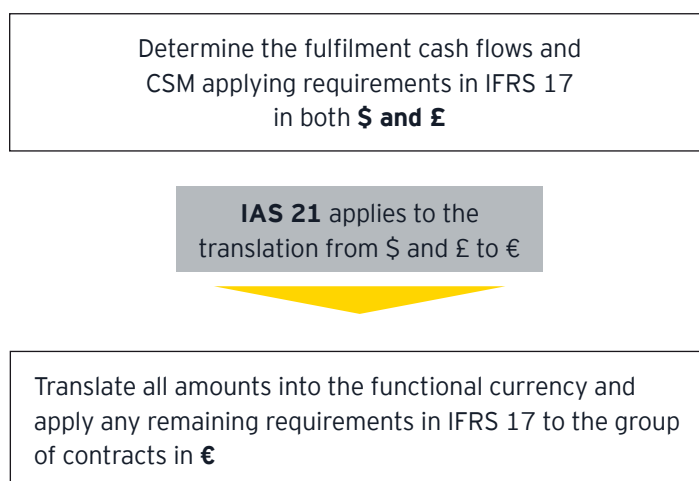 Determine the fulfilment cash flows and
CSM applying requirements in IFRS 17
in both $ and £
IAS 21 applies to the
translation from $ and £ to €
Translate all amounts into the functional currency and
apply any remaining requirements in IFRS 17 to the group
of contracts in €